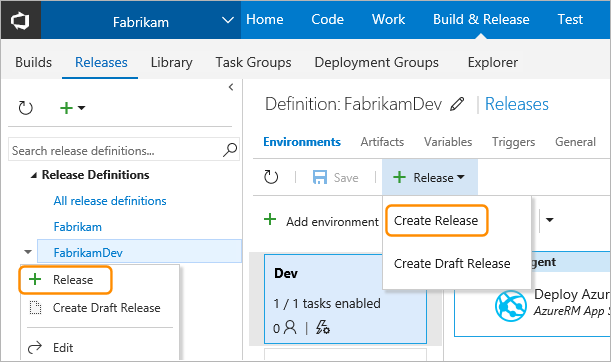 Fabrikam Home Code Work Build & Release Test
Builds Releases Library Task Groups Deployment Groups Explorer
Search release definitions...
Release Definitions
All release definitions
Fabrikam
FabrikamDev
Release
Create Draft Release
Edit
Definition: FabrikamDev Releases
Environments Artifacts Variables Triggers General
Save Release
Create Release
Create Draft Release
Add environment
Dev
1 / 1 tasks enabled
0
Deploy Azure
AzureRM App S